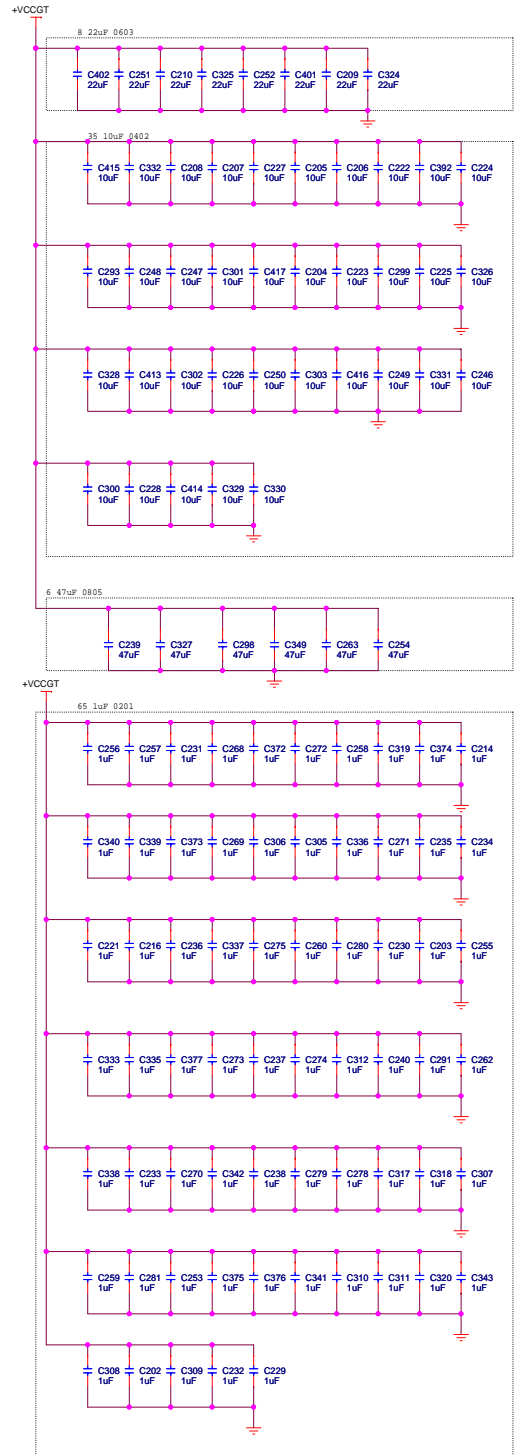 +VCCGT
8 22uF 0603
C402 C251 C210 C325 C252 C401 C209 C324
22uF 22uF 22uF 22uF 22uF 22uF 22uF 22uF
35 10uF 0402
C415 C332 C208 C207 C227 C205 C206 C222 C392 C224
10uF 10uF 10uF 10uF 10uF 10uF 10uF 10uF 10uF 10uF
C293 C248 C247 C301 C417 C204 C223 C299 C225 C326
10uF 10uF 10uF 10uF 10uF 10uF 10uF 10uF 10uF 10uF
C328 C413 C302 C226 C250 C303 C416 C249 C331 C246
10uF 10uF 10uF 10uF 10uF 10uF 10uF 10uF 10uF 10uF
C300 C228 C414 C329 C330
10uF 10uF 10uF 10uF 10uF
6 47uF 0805
C239 C327 C298 C349 C263 C254
47uF 47uF 47uF 47uF 47uF 47uF
+VCCGT
65 1uF 0201
C256 C257 C231 C268 C372 C272 C258 C319 C374 C214
1uF 1uF 1uF 1uF 1uF 1uF 1uF 1uF 1uF 1uF
C340 C339 C373 C269 C306 C305 C336 C271 C235 C234
1uF 1uF 1uF 1uF 1uF 1uF 1uF 1uF 1uF 1uF
C221 C216 C236 C337 C275 C260 C280 C230 C203 C255
1uF 1uF 1uF 1uF 1uF 1uF 1uF 1uF 1uF 1uF
C333 C335 C377 C273 C237 C274 C312 C240 C291 C262
1uF 1uF 1uF 1uF 1uF 1uF 1uF 1uF 1uF 1uF
C338 C233 C270 C342 C238 C279 C278 C317 C318 C307
1uF 1uF 1uF 1uF 1uF 1uF 1uF 1uF 1uF 1uF
C259 C281 C253 C375 C376 C341 C310 C311 C320 C343
1uF 1uF 1uF 1uF 1uF 1uF 1uF 1uF 1uF 1uF
C308 C202 C309 C232 C229
1uF 1uF 1uF 1uF 1uF